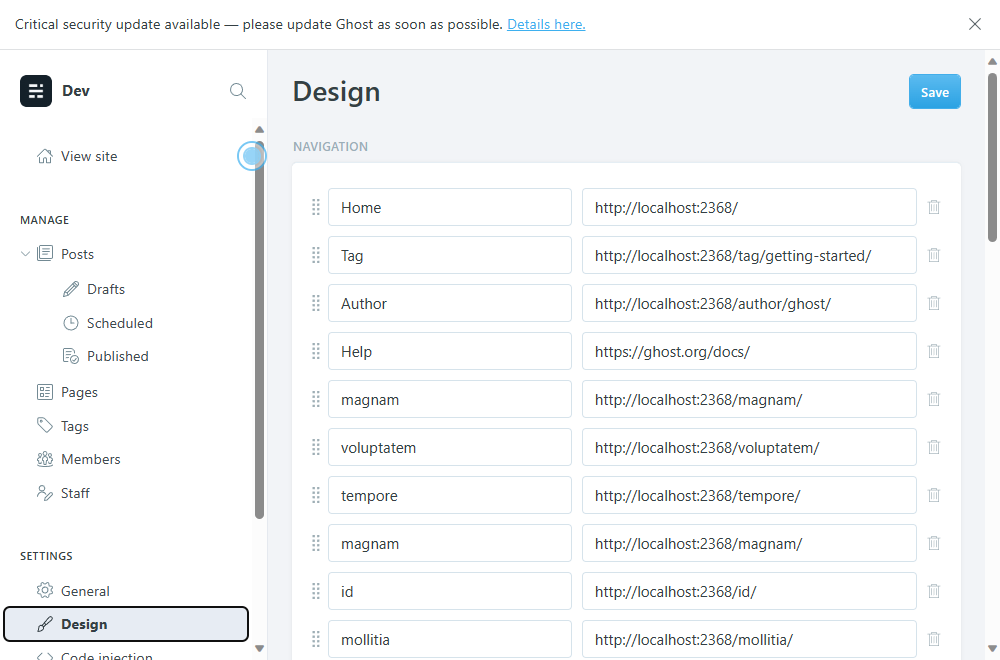 Critical security update available — please update Ghost as soon as possible. Details here.
Dev
View site
MANAGE
Posts
Drafts
Scheduled
Published
Pages
Tags
Members
Staff
SETTINGS
General
Design
Code injection
Design
Save
NAVIGATION
Home http://localhost:2368/
Tag http://localhost:2368/tag/getting-started/
Author http://localhost:2368/author/ghost/
Help https://ghost.org/docs/
magnam http://localhost:2368/magnam/
voluptatem http://localhost:2368/voluptatem/
tempore http://localhost:2368/tempore/
magnam http://localhost:2368/magnam/
id http://localhost:2368/id/
mollitia http://localhost:2368/mollitia/